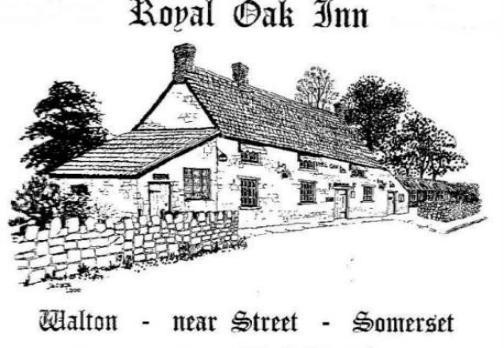 Royal Oak Inn
Walton - near Street - Somerset